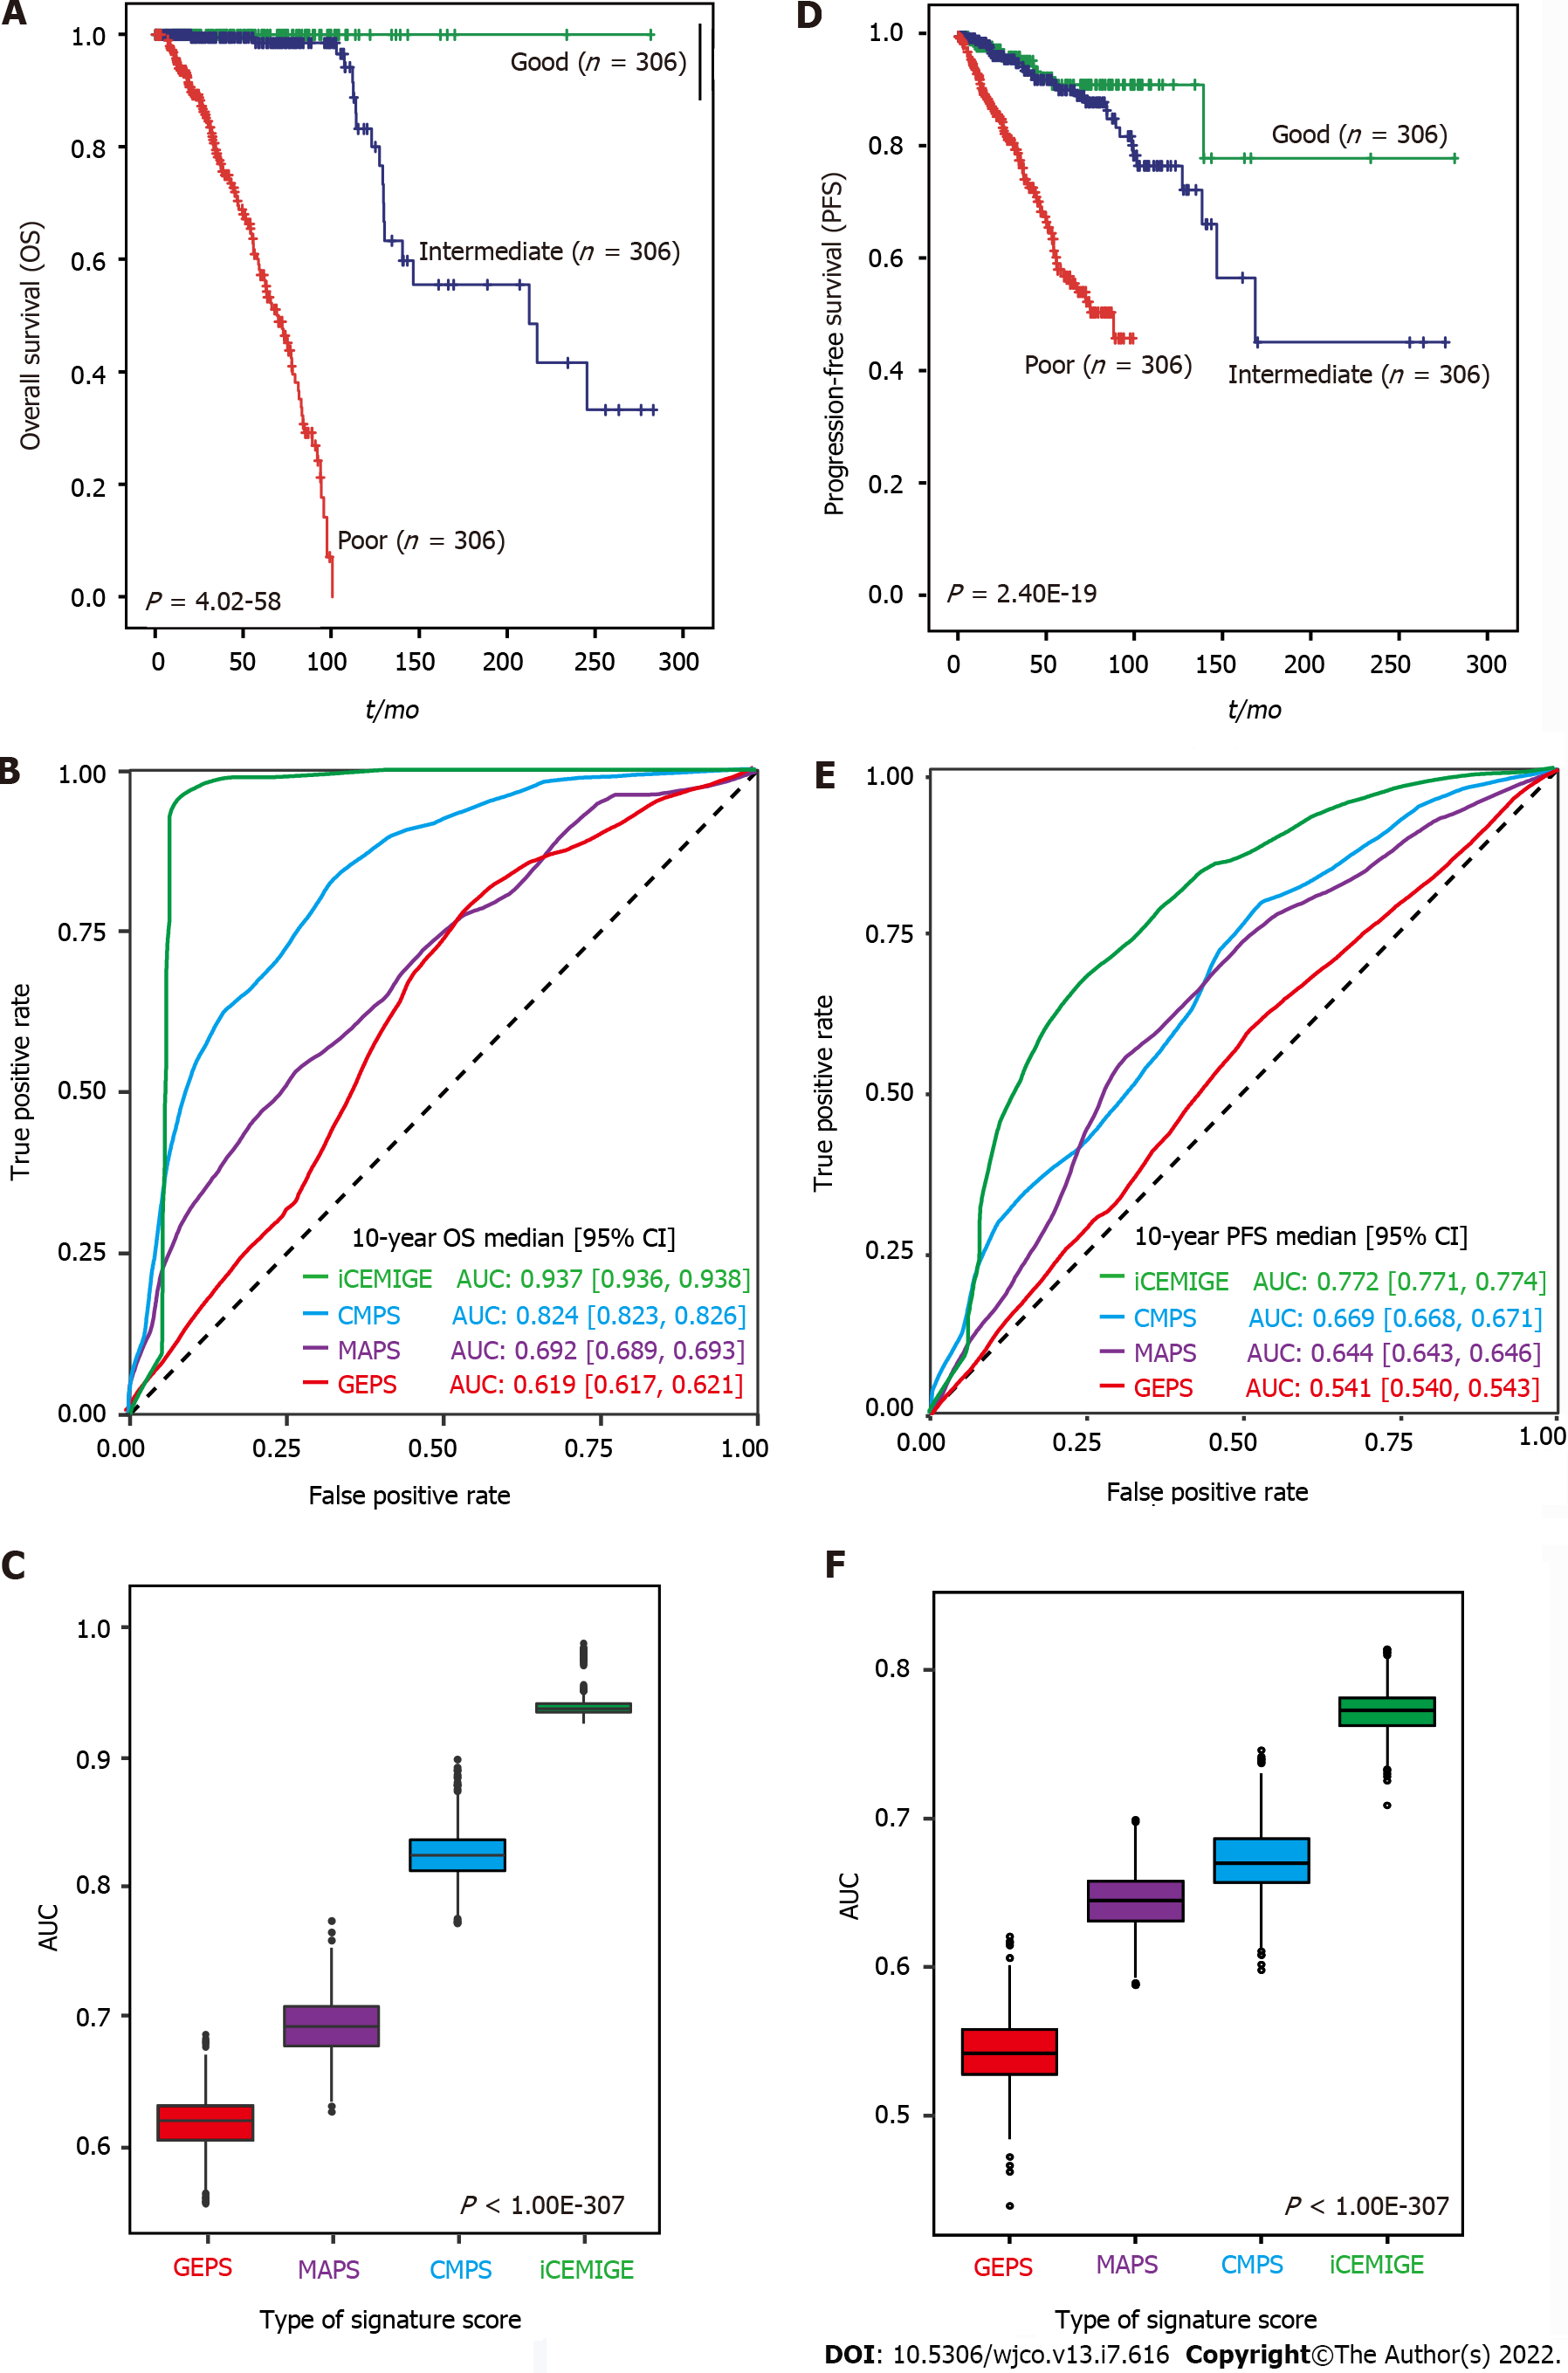 A
Overall survival (OS)
1.0
0.8
0.6
0.4
0.2
0.0
Good (n = 306)
Intermediate (n = 306)
Poor (n = 306)
P = 4.02-58
0 50 100 150 200 250 300
t/mo
D
Progression-free survival (PFS)
1.0
0.8
0.6
0.4
0.2
0.0
Good (n = 306)
Poor (n = 306)
Intermediate (n = 306)
P = 2.40E-19
0 50 100 150 200 250 300
t/mo
B
True positive rate
1.00
0.75
0.50
0.25
0.00
10-year OS median [95% CI]
iCEMIGE AUC: 0.937 [0.936, 0.938]
CMPS AUC: 0.824 [0.823, 0.826]
MAPS AUC: 0.692 [0.689, 0.693]
GEPS AUC: 0.619 [0.617, 0.621]
0.00 0.25 0.50 0.75 1.00
False positive rate
E
True positive rate
1.00
0.75
0.50
0.25
0.00
10-year PFS median [95% CI]
iCEMIGE AUC: 0.772 [0.771, 0.774]
CMPS AUC: 0.669 [0.668, 0.671]
MAPS AUC: 0.644 [0.643, 0.646]
GEPS AUC: 0.541 [0.540, 0.543]
0.00 0.25 0.50 0.75 1.00
False positive rate
C
AUC
1.0
0.9
0.8
0.7
0.6
P < 1.00E-307
GEPS MAPS CMPS iCEMIGE
Type of signature score
F
AUC
0.8
0.7
0.6
0.5
P < 1.00E-307
GEPS MAPS CMPS iCEMIGE
Type of signature score
DOI: 10.5306/wjco.v13.i7.616 Copyright©The Author(s) 2022.